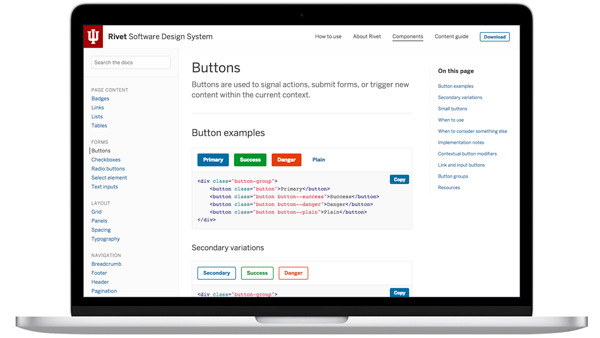 Rivet Software Design System
How to use
About Rivet
Components
Content guide
Download
Search the docs
PAGE CONTENT
Badges
Links
Lists
Tables
FORMS
Buttons
Checkboxes
Radio buttons
Select element
Text inputs
LAYOUT
Grid
Panels
Spacing
Typography
NAVIGATION
Breadcrumb
Footer
Header
Pagination
Buttons
Buttons are used to signal actions, submit forms, or trigger new
content within the current context.
Button examples
Primary
Success
Danger
Plain
Copy
<div class="button-group">
<button class="button">Primary</button>
<button class="button button--success">Success</button>
<button class="button button--danger">Danger</button>
<button class="button button--plain">Plain</button>
</div>
Secondary variations
Secondary
Success
Danger
Copy
<div class="button-group">
On this page
Button examples
Secondary variations
Small buttons
When to use
When to consider something else
Implementation notes
Contextual button modifiers
Link and input buttons
Button groups
Resources